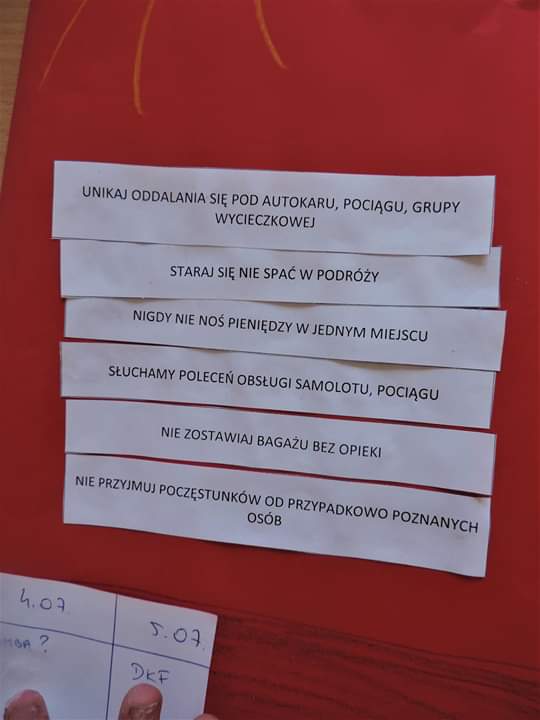 UNIKAJ ODDALANIA SIĘ POD AUTOKARU, POCIĄGU, GRUPY
WYCIECZKOWEJ
STARAJ SIĘ NIE SPAĆ W PODRÓŻY
NIGDY NIE NOŚ PIENIĘDZY W JEDNYM MIEJSCU
SŁUCHAMY POLECEŃ OBSŁUGI SAMOLOTU, POCIĄGU
NIE ZOSTAWIAJ BAGAŻU BEZ OPIEKI
NIE PRZYJMUJ POCZĘSTUNKÓW OD PRZYPADKOWO POZNANYCH
OSÓB
4.07.
5.07.
?
DKF